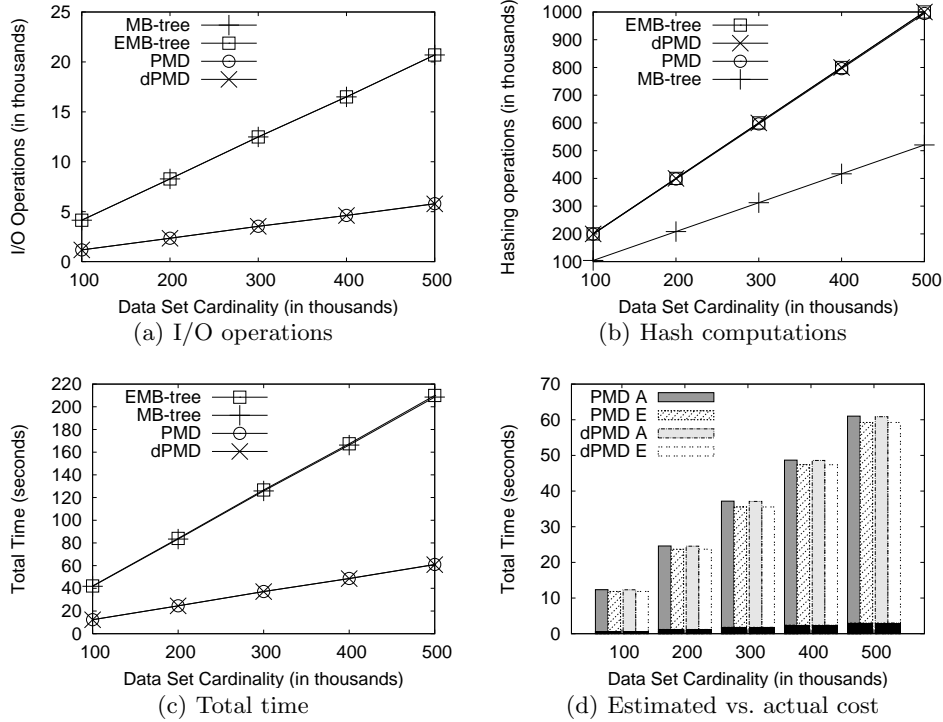 MB-tree
EMB-tree
PMD
dPMD
I/O Operations (in thousands)
25
20
15
10
5
0
100 200 300 400 500
Data Set Cardinality (in thousands)
(a) I/O operations
EMB-tree
dPMD
PMD
MB-tree
Hashing operations (in thousands)
1000
900
800
700
600
500
400
300
200
100
100 200 300 400 500
Data Set Cardinality (in thousands)
(b) Hash computations
EMB-tree
MB-tree
PMD
dPMD
Total Time (seconds)
220
200
180
160
140
120
100
80
60
40
20
0
100 200 300 400 500
Data Set Cardinality (in thousands)
(c) Total time
PMD A
PMD E
dPMD A
dPMD E
Total Time (seconds)
70
60
50
40
30
20
10
0
100 200 300 400 500
Data Set Cardinality (in thousands)
(d) Estimated vs. actual cost